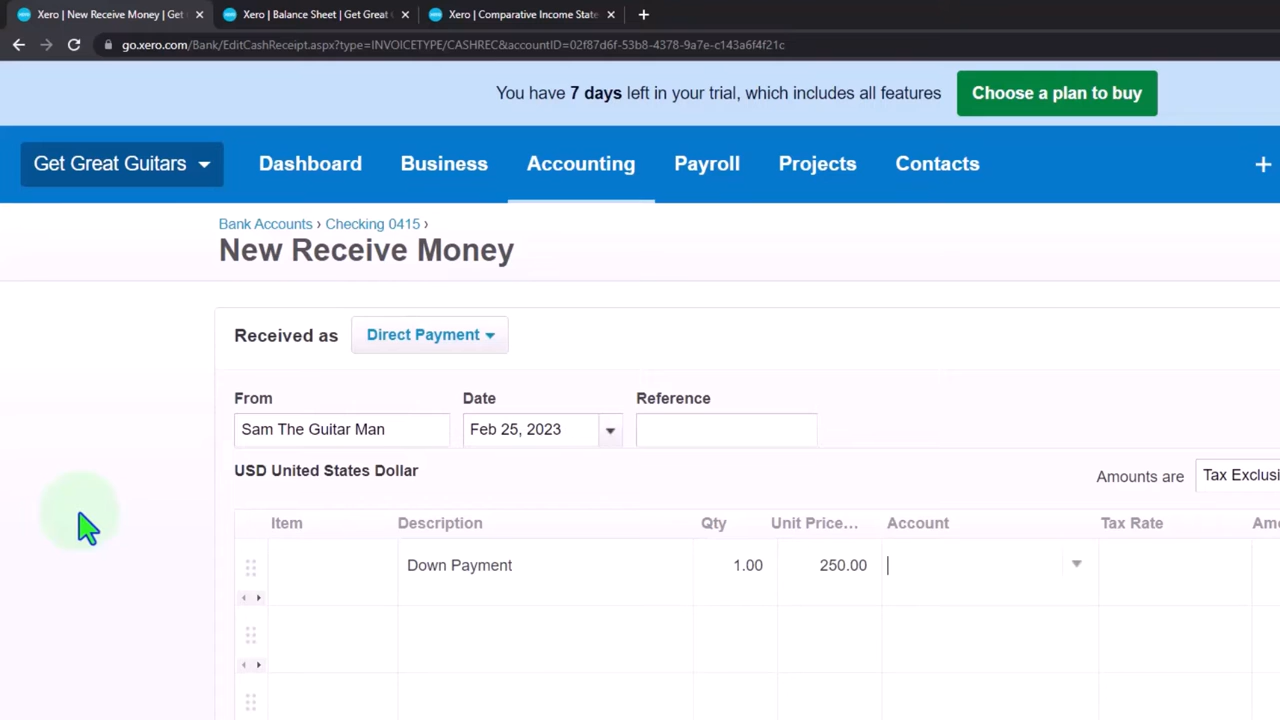 Xero | New Receive Money | Get
Xero | Balance Sheet | Get Great
Xero | Comparative Income State
go.xero.com/Bank/EditCashReceipt.aspx?type=INVOICETYPE/CASHREC&accountID=02f87d6f-53b8-4378-9a7e-c143a6f4f21c
You have 7 days left in your trial, which includes all features
Choose a plan to buy
Get Great Guitars
Dashboard Business Accounting Payroll Projects Contacts
Bank Accounts › Checking 0415 ›
New Receive Money
Received as Direct Payment
From Date Reference
Sam The Guitar Man Feb 25, 2023
USD United States Dollar
Amounts are Tax Exclusi
Item Description Qty Unit Price... Account Tax Rate Am
Down Payment 1.00 250.00